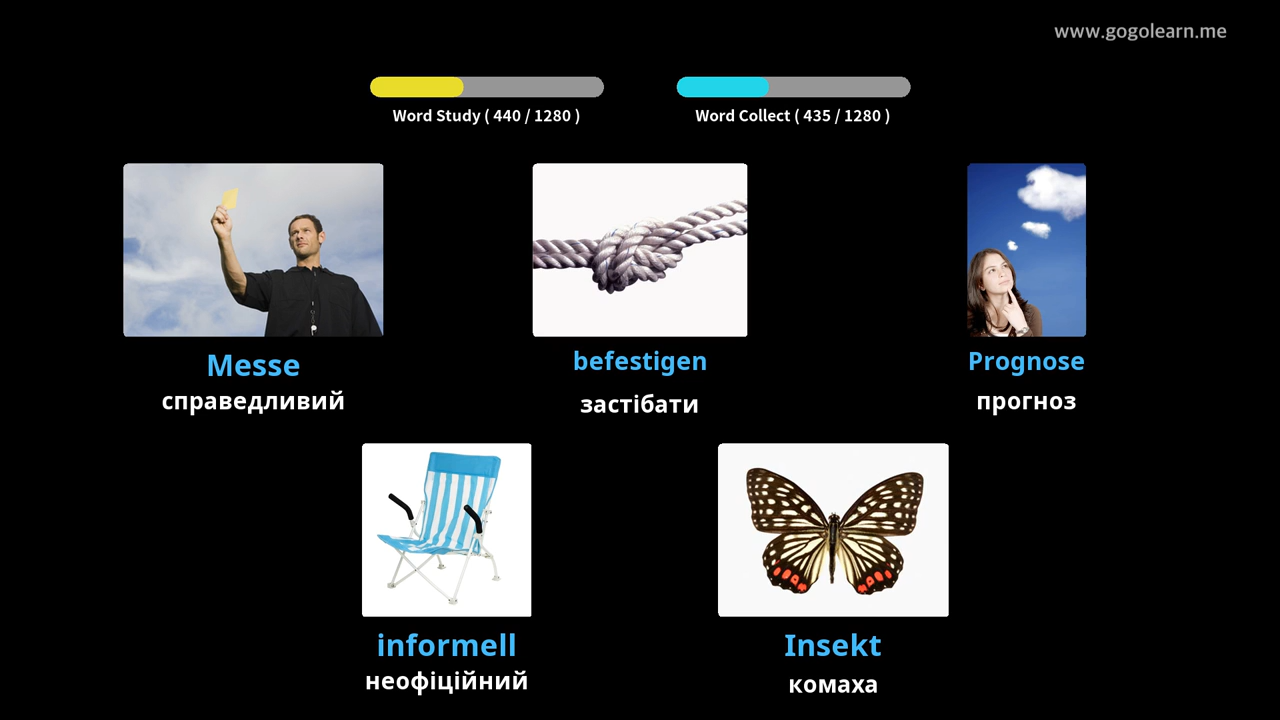 www.gogolearn.me
Word Study ( 440 / 1280 )
Word Collect ( 435 / 1280 )
Messe
справедливий
befestigen
застібати
Prognose
прогноз
informell
неофіційний
Insekt
комаха